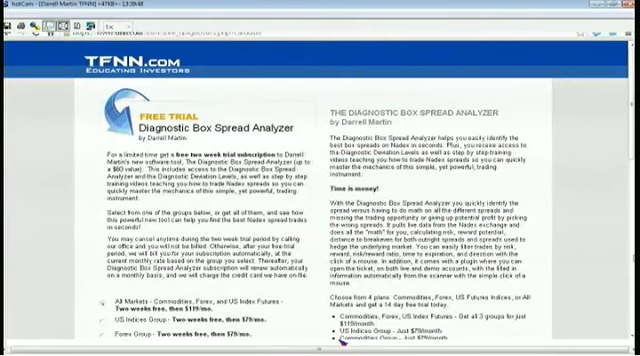 hotCam - (Darrell Martin TFNN) =47KB= - 13:09:48
TFNN.COM
EDUCATING INVESTORS
FREE TRIAL
Diagnostic Box Spread Analyzer
by Darrell Martin
For a limited time get a free two week trial subscription to Darrell
Martin's new software tool, The Diagnostic Box Spread Analyzer (up to
a $60 value). This includes access to the Diagnostic Box Spread
Analyzer and the Diagnostic Deviation Levels, as well as step by step
training videos teaching you how to trade Nadex spreads so you can
quickly master the mechanics of this simple, yet powerful, trading
instrument.
Select from one of the groups below, or get all of them, and see how
this powerful new tool can help you find the best Nadex spread trades
in seconds!
You may cancel anytime during the two week trial period by calling
our office and you will not be billed. Otherwise, after your free trial
period, we will bill you for your subscription automatically, at the
current monthly rate based on the group you select. Thereafter, your
Diagnostic Box Spread Analyzer subscription will renew automatically
on a monthly basis, and we will charge the credit card we have on file
All Markets - Commodities, Forex, and US Index Futures -
Two weeks free, then $119/mo.
US Indices Group - Two weeks free, then $79/mo.
Forex Group - Two weeks free, then $79/mo.
THE DIAGNOSTIC BOX SPREAD ANALYZER
by Darrell Martin
The Diagnostic Box Spread Analyzer helps you easily identify the
best box spreads on Nadex in seconds. Plus, you receive access to
the Diagnostic Deviation Levels as well as step by step training
videos teaching you how to trade Nadex spreads so you can quickly
master the mechanics of this simple, yet powerful, trading
instrument.
Time is money!
With the Diagnostic Box Spread Analyzer you quickly identify the
spread versus having to do math on all the different spreads and
missing the trading opportunity or giving up potential profit by picking
the wrong spreads. It pulls live data from the Nadex exchange and
does all the "math" for you, calculating risk, reward potential,
distance to breakeven for both outright spreads and spreads used to
hedge the underlying market. You can easily filter trades by risk,
reward, risk/reward ratio, time to expiration, and direction with the
click of a mouse. In addition, it comes with a plugin where you can
open the ticket, on both live and demo accounts, with the filled in
information automatically from the scanner with the simple click of a
mouse.
Choose from 4 plans: Commodities, Forex, US Futures Indices, or All
Markets and get a 14 day free trial today.
Commodities, Forex, US Index Futures - Get all 3 groups for just
$119/month
US Indices Group - Just $79/month
Commodities Group - Just $79/month